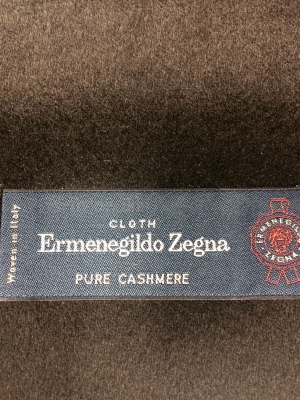 Woven in Italy
CLOTH
Ermenegildo Zegna
PURE CASHMERE
ERMENEGILDO
ZEGNA